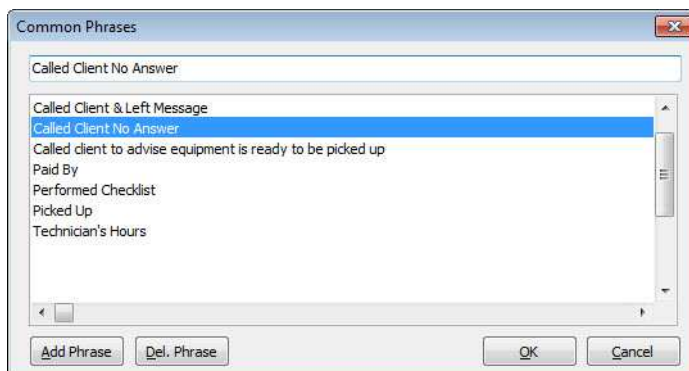 Common Phrases
Called Client No Answer
Called Client & Left Message
Called Client No Answer
Called client to advise equipment is ready to be picked up
Paid By
Performed Checklist
Picked Up
Technician's Hours
Add Phrase Del. Phrase OK Cancel